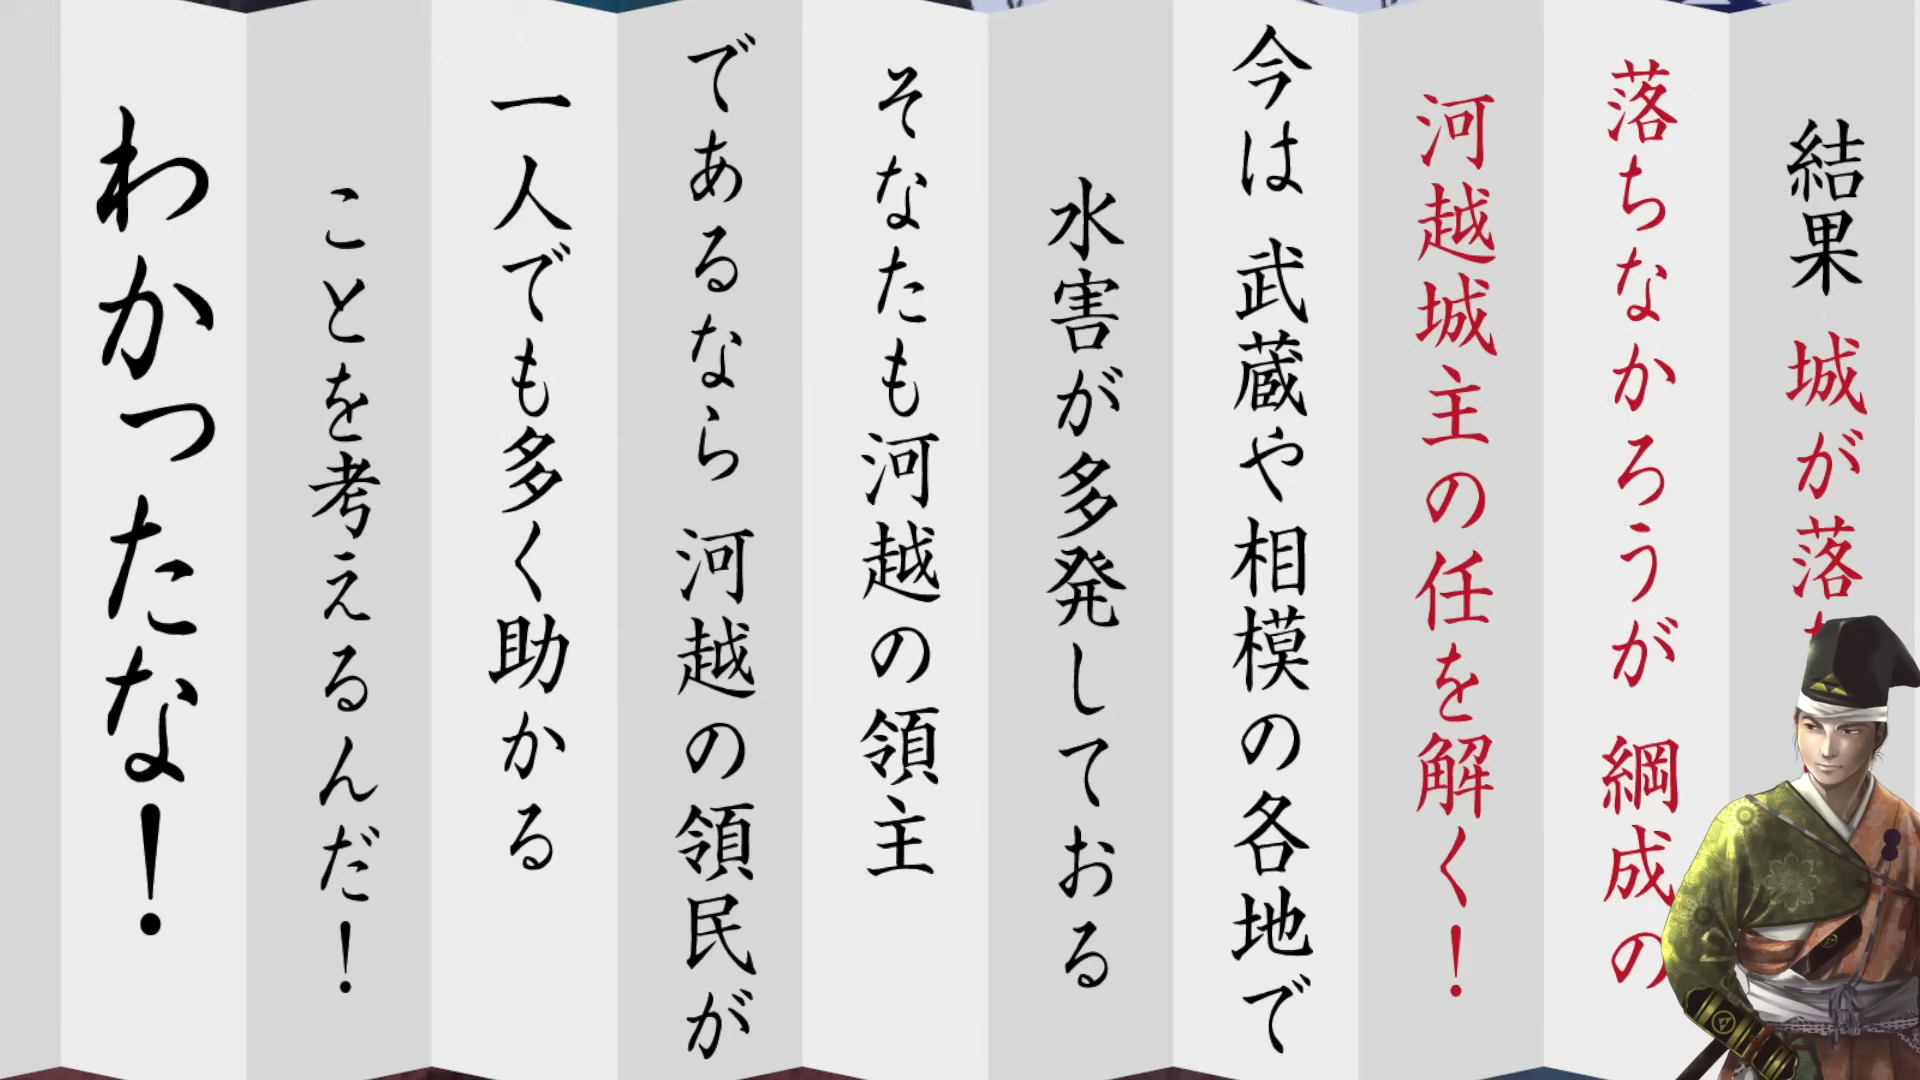 結果 城が落
落ちなかろうが 綱成の
河越城主の任を解く！
今は 武蔵や相模の各地で
水害が多発しておる
そなたも河越の領主
であるなら 河越の領民が
一人でも多く助かる
ことを考えるんだ！
わかったな！